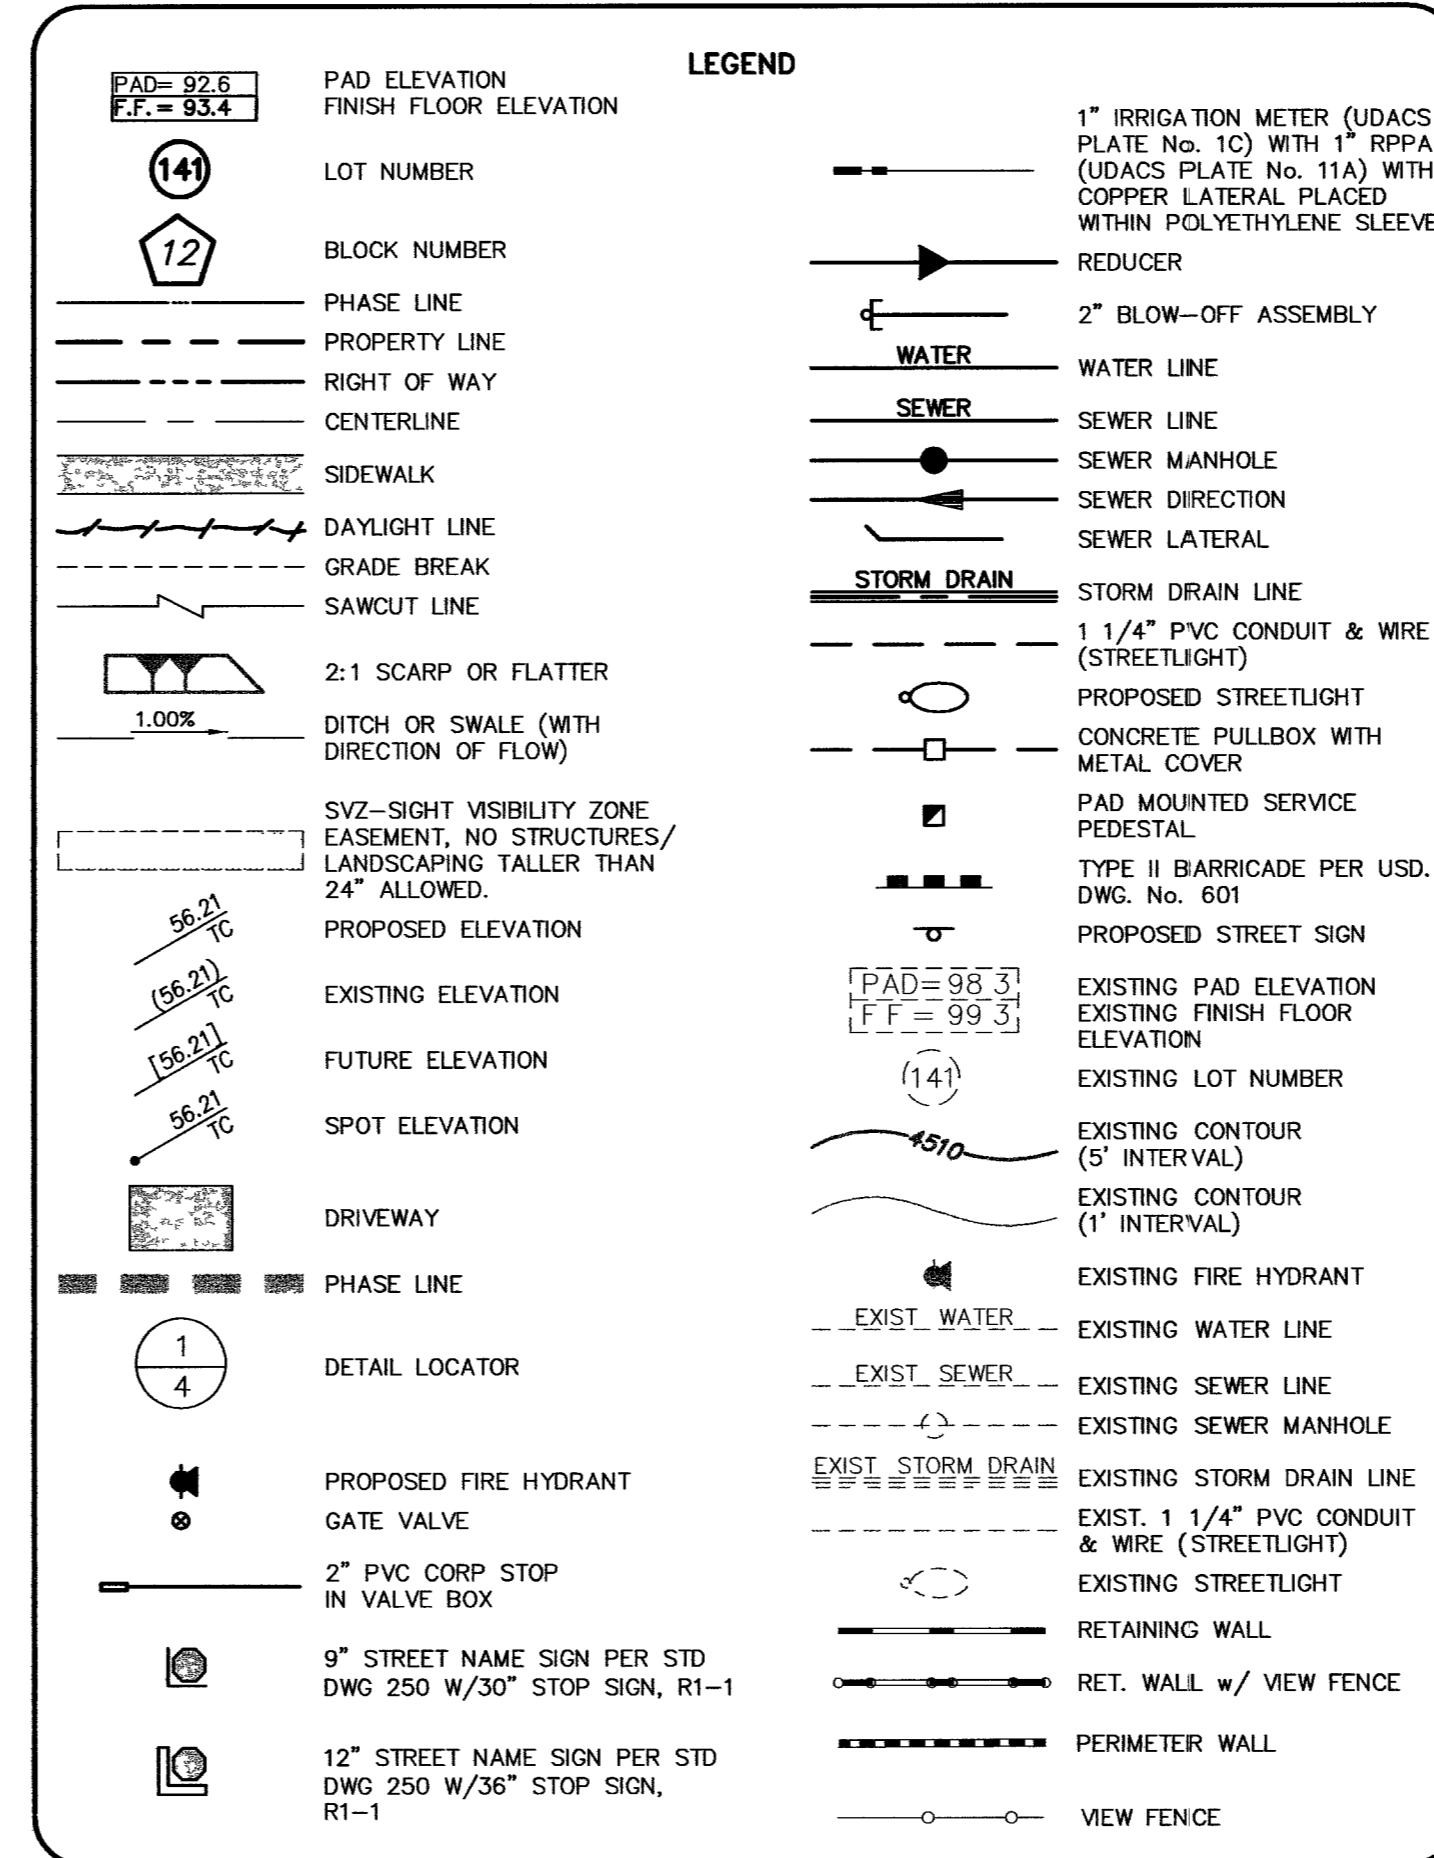 LEGEND
PAD= 92.6
F.F.= 93.4
PAD ELEVATION
FINISH FLOOR ELEVATION
141
LOT NUMBER
12
BLOCK NUMBER
PHASE LINE
PROPERTY LINE
RIGHT OF WAY
CENTERLINE
SIDEWALK
DAYLIGHT LINE
GRADE BREAK
SAWCUT LINE
2:1 SCARP OR FLATTER
1.00%
DITCH OR SWALE (WITH
DIRECTION OF FLOW)
SVZ-SIGHT VISIBILITY ZONE
EASEMENT, NO STRUCTURES/
LANDSCAPING TALLER THAN
24" ALLOWED.
56.21
TC
PROPOSED ELEVATION
(56.21)
TC
EXISTING ELEVATION
[56.21]
TC
FUTURE ELEVATION
56.21
TC
SPOT ELEVATION
DRIVEWAY
PHASE LINE
1
4
DETAIL LOCATOR
PROPOSED FIRE HYDRANT
GATE VALVE
2" PVC CORP STOP
IN VALVE BOX
9" STREET NAME SIGN PER STD
DWG 250 W/30" STOP SIGN, R1-1
12" STREET NAME SIGN PER STD
DWG 250 W/36" STOP SIGN,
R1-1
1" IRRIGATION METER (UDACS
PLATE No. 1C) WITH 1" RPPA
(UDACS PLATE No. 11A) WITH
COPPER LATERAL PLACED
WITHIN POLYETHYLENE SLEEVE
REDUCER
2" BLOW-OFF ASSEMBLY
WATER
WATER LINE
SEWER
SEWER LINE
SEWER MANHOLE
SEWER DIRECTION
SEWER LATERAL
STORM DRAIN
STORM DRAIN LINE
1 1/4" PVC CONDUIT & WIRE
(STREETLIGHT)
PROPOSED STREETLIGHT
CONCRETE PULLBOX WITH
METAL COVER
PAD MOUNTED SERVICE
PEDESTAL
TYPE II BARRICADE PER USD.
DWG. No. 601
PROPOSED STREET SIGN
PAD=98 3
F F = 99 3
EXISTING PAD ELEVATION
EXISTING FINISH FLOOR
ELEVATION
(141)
EXISTING LOT NUMBER
4510
EXISTING CONTOUR
(5' INTERVAL)
EXISTING CONTOUR
(1' INTERVAL)
EXISTING FIRE HYDRANT
EXIST WATER
EXISTING WATER LINE
EXIST SEWER
EXISTING SEWER LINE
EXISTING SEWER MANHOLE
EXIST STORM DRAIN
EXISTING STORM DRAIN LINE
EXIST. 1 1/4" PVC CONDUIT
& WIRE (STREETLIGHT)
EXISTING STREETLIGHT
RETAINING WALL
RET. WALL w/ VIEW FENCE
PERIMETER WALL
VIEW FENCE